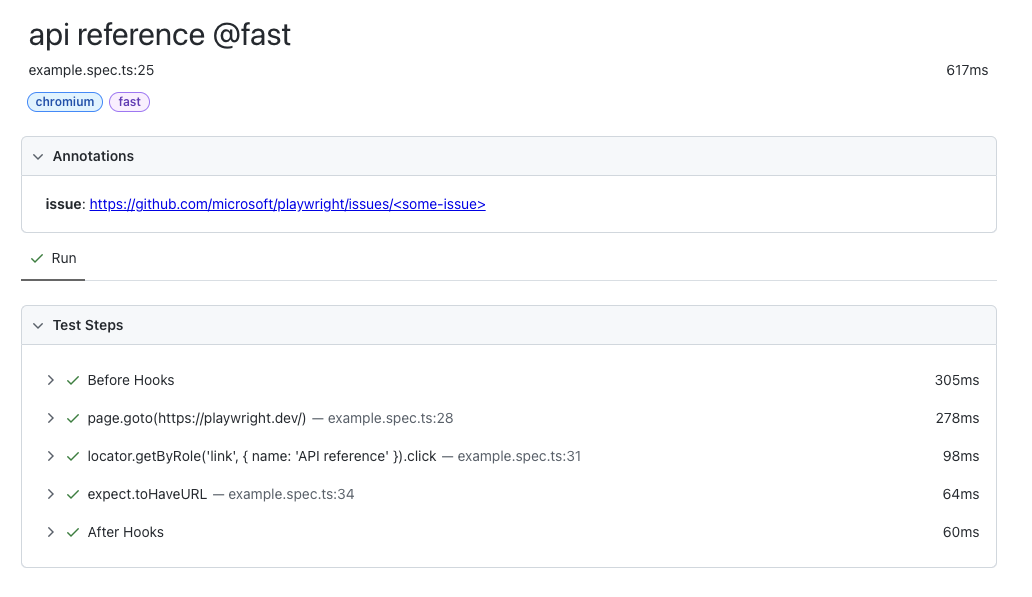 api reference @fast
example.spec.ts:25 617ms
chromium fast
Annotations
issue: https://github.com/microsoft/playwright/issues/<some-issue>
Run
Test Steps
Before Hooks 305ms
page.goto(https://playwright.dev/) — example.spec.ts:28 278ms
locator.getByRole('link', { name: 'API reference' }).click — example.spec.ts:31 98ms
expect.toHaveURL — example.spec.ts:34 64ms
After Hooks 60ms